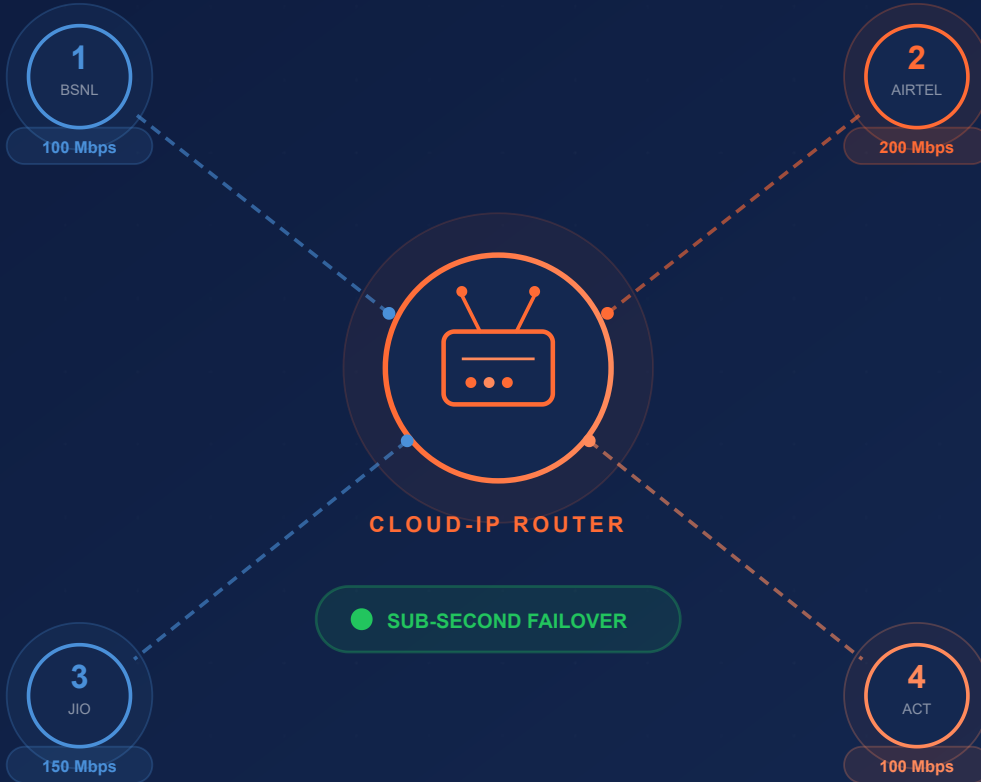 1
BSNL
100 Mbps
2
AIRTEL
200 Mbps
CLOUD-IP ROUTER
SUB-SECOND FAILOVER
3
JIO
150 Mbps
4
ACT
100 Mbps